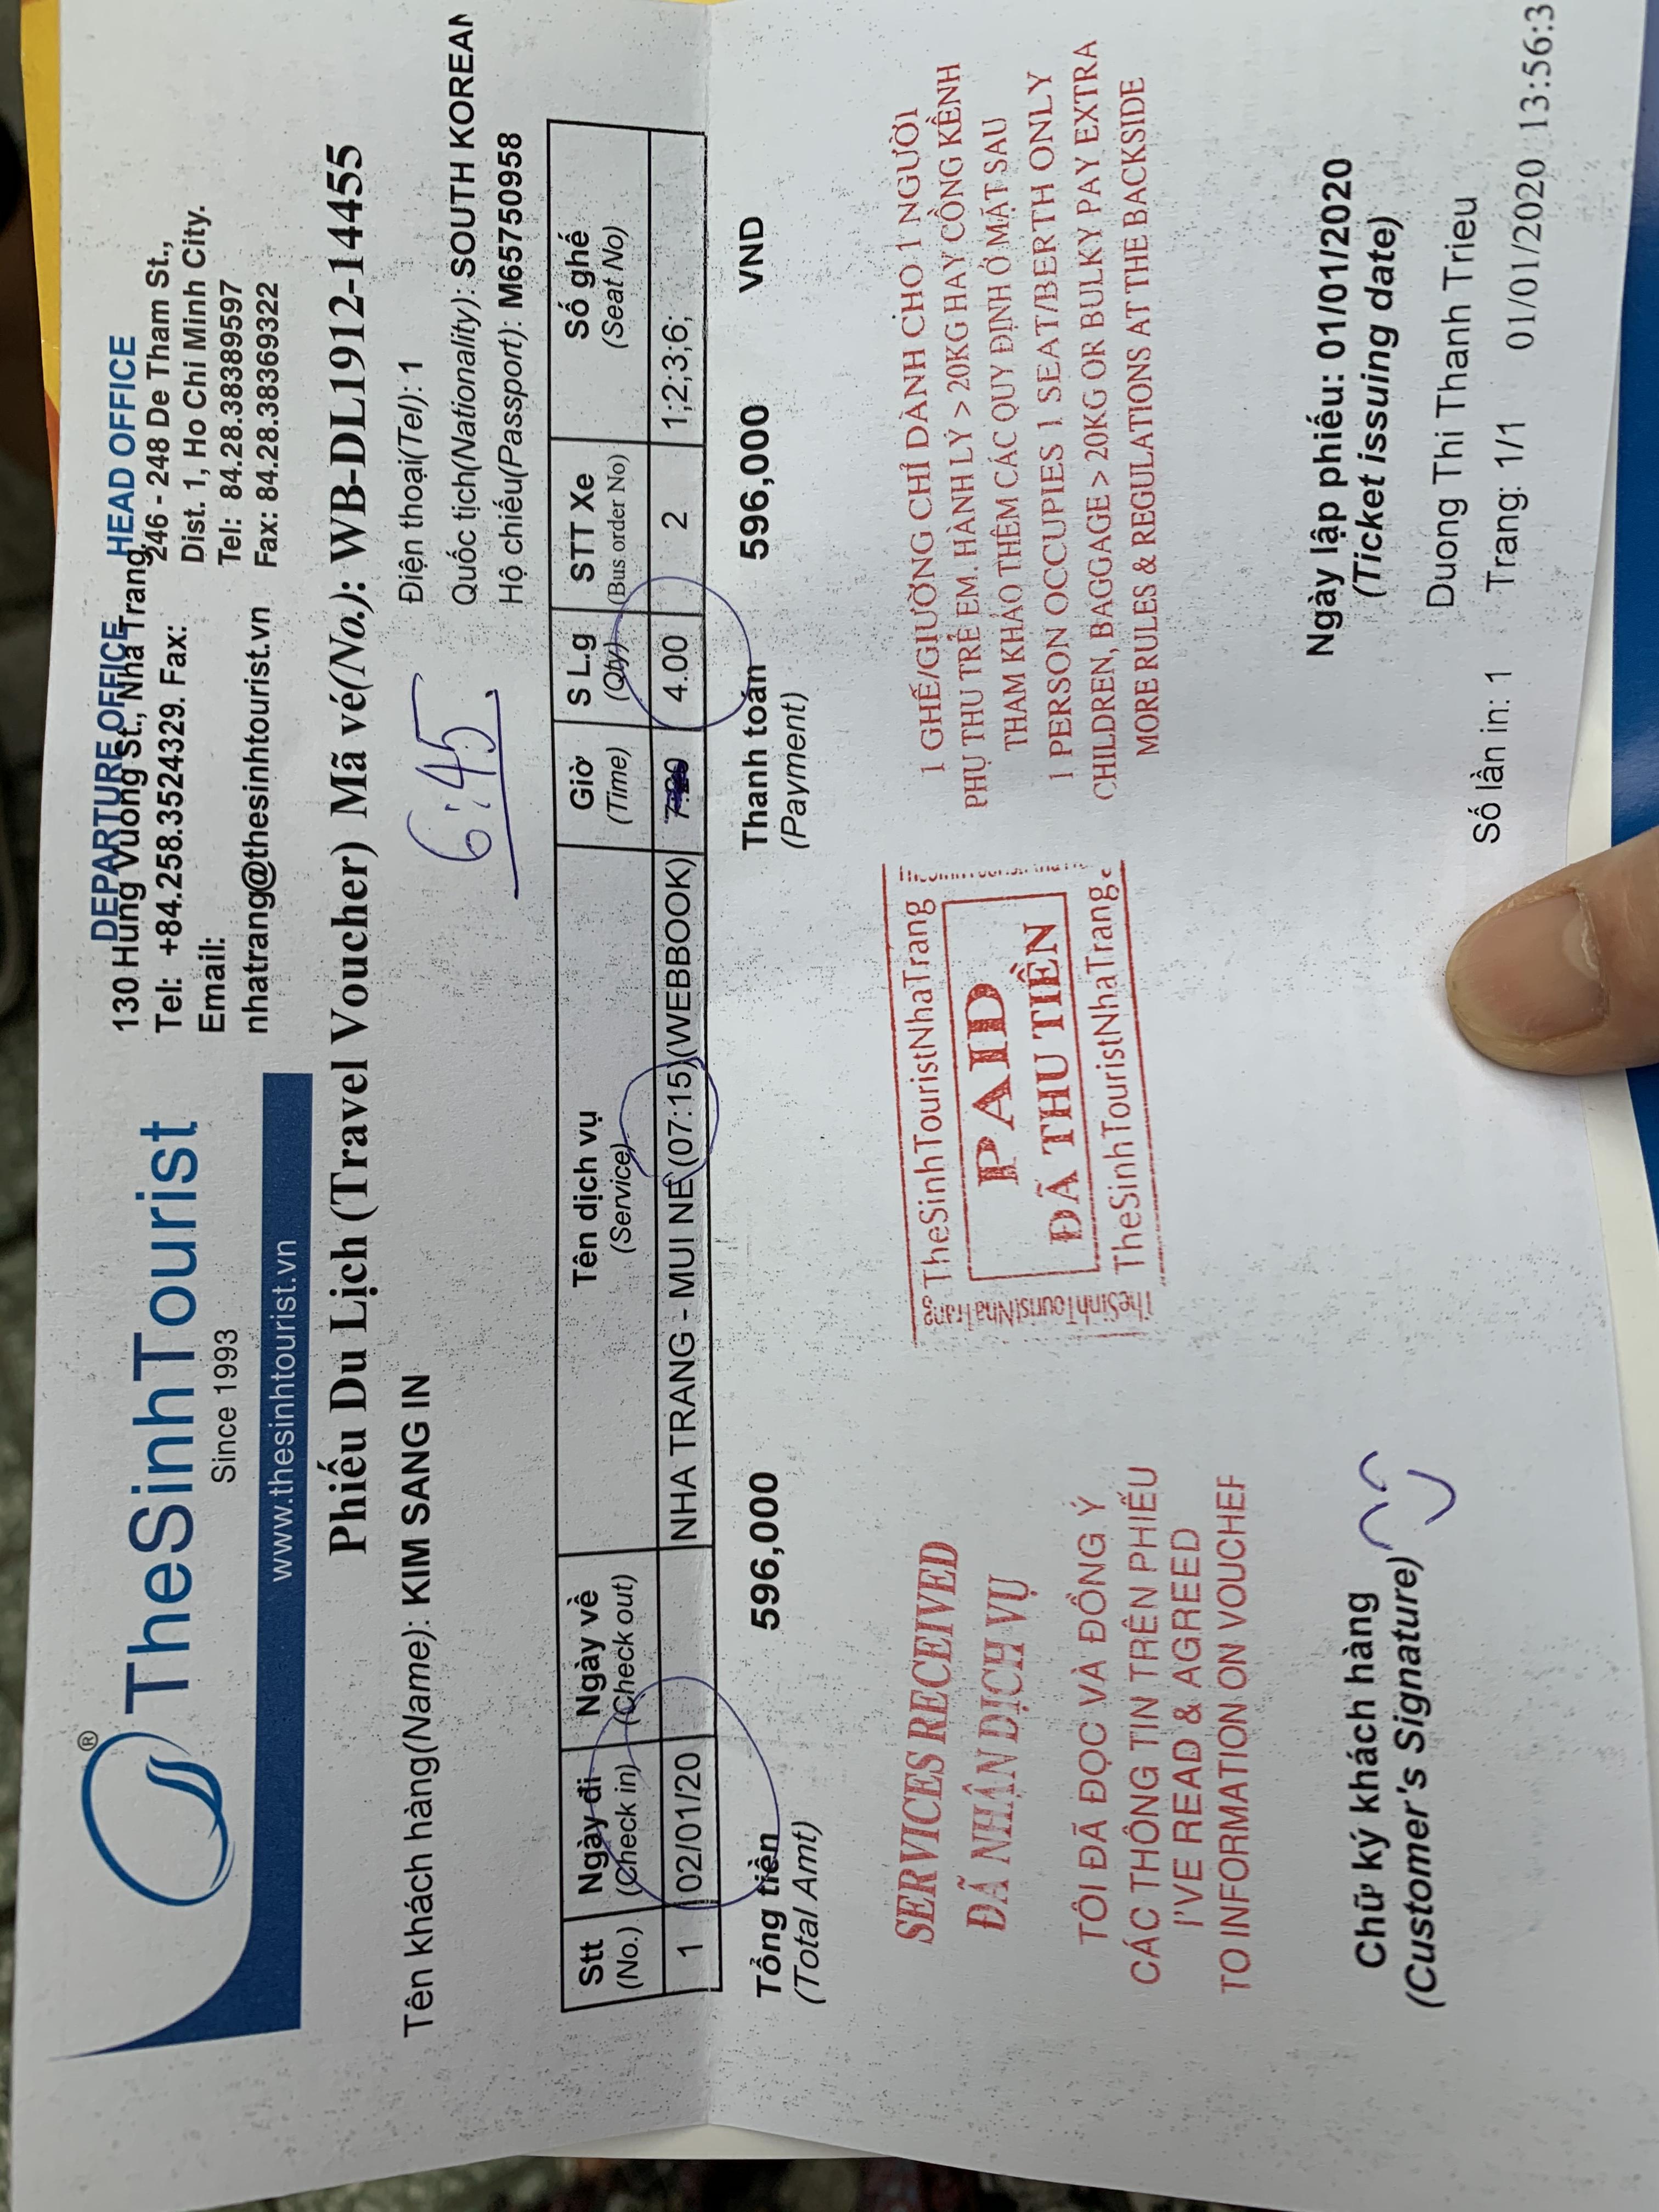 TheSinhTourist ®
Since 1993
www.thesinhtourist.vn
DEPARTURE OFFICE
130 Hung Vuong St., Nha Trang
Tel: +84.258.3524329. Fax:
Email:
nhatrang@thesinhtourist.vn
HEAD OFFICE
246 - 248 De Tham St.,
Dist. 1, Ho Chi Minh City.
Tel: 84.28.38389597
Fax: 84.28.38369322
Phiếu Du Lịch (Travel Voucher) Mã vé(No.): WB-DL1912-14455
Tên khách hàng(Name): KIM SANG IN
6:45
Điện thoại(Tel): 1
Quốc tịch(Nationality): SOUTH KOREAN
Hộ chiếu(Passport): M65750958
Stt Ngày đi Ngày về Tên dịch vụ Giờ S L.g STT Xe Số ghế
(No.) (Check in) (Check out) (Service) (Time) (Qty) (Bus order No) (Seat No)
1 02/01/20 NHA TRANG - MUI NE(07:15)(WEBBOOK) 4.00 2 1;2;3;6;
Tổng tiền 596,000 Thanh toán 596,000 VND
(Total Amt) (Payment)
SERVICES RECEIVED
ĐÃ NHẬN DỊCH VỤ
TÔI ĐÃ ĐỌC VÀ ĐỒNG Ý
CÁC THÔNG TIN TRÊN PHIẾU
I'VE READ & AGREED
TO INFORMATION ON VOUCHER
TheSinhTouristNhaTrang
PAID
ĐÃ THU TIỀN
TheSinhTouristNhaTrang
TheSinhTouristNhaTrang
1 GHẾ/GIƯỜNG CHỈ DÀNH CHO 1 NGƯỜI
PHỤ THU TRẺ EM. HÀNH LÝ > 20KG HAY CỒNG KỀNH
THAM KHẢO THÊM CÁC QUY ĐỊNH Ở MẶT SAU
1 PERSON OCCUPIES 1 SEAT/BERTH ONLY
CHILDREN, BAGGAGE > 20KG OR BULKY PAY EXTRA
MORE RULES & REGULATIONS AT THE BACKSIDE
Chữ ký khách hàng
(Customer's Signature)
Ngày lập phiếu: 01/01/2020
(Ticket issuing date)
Duong Thi Thanh Trieu
Số lần in: 1 Trang: 1/1 01/01/2020 13:56:3